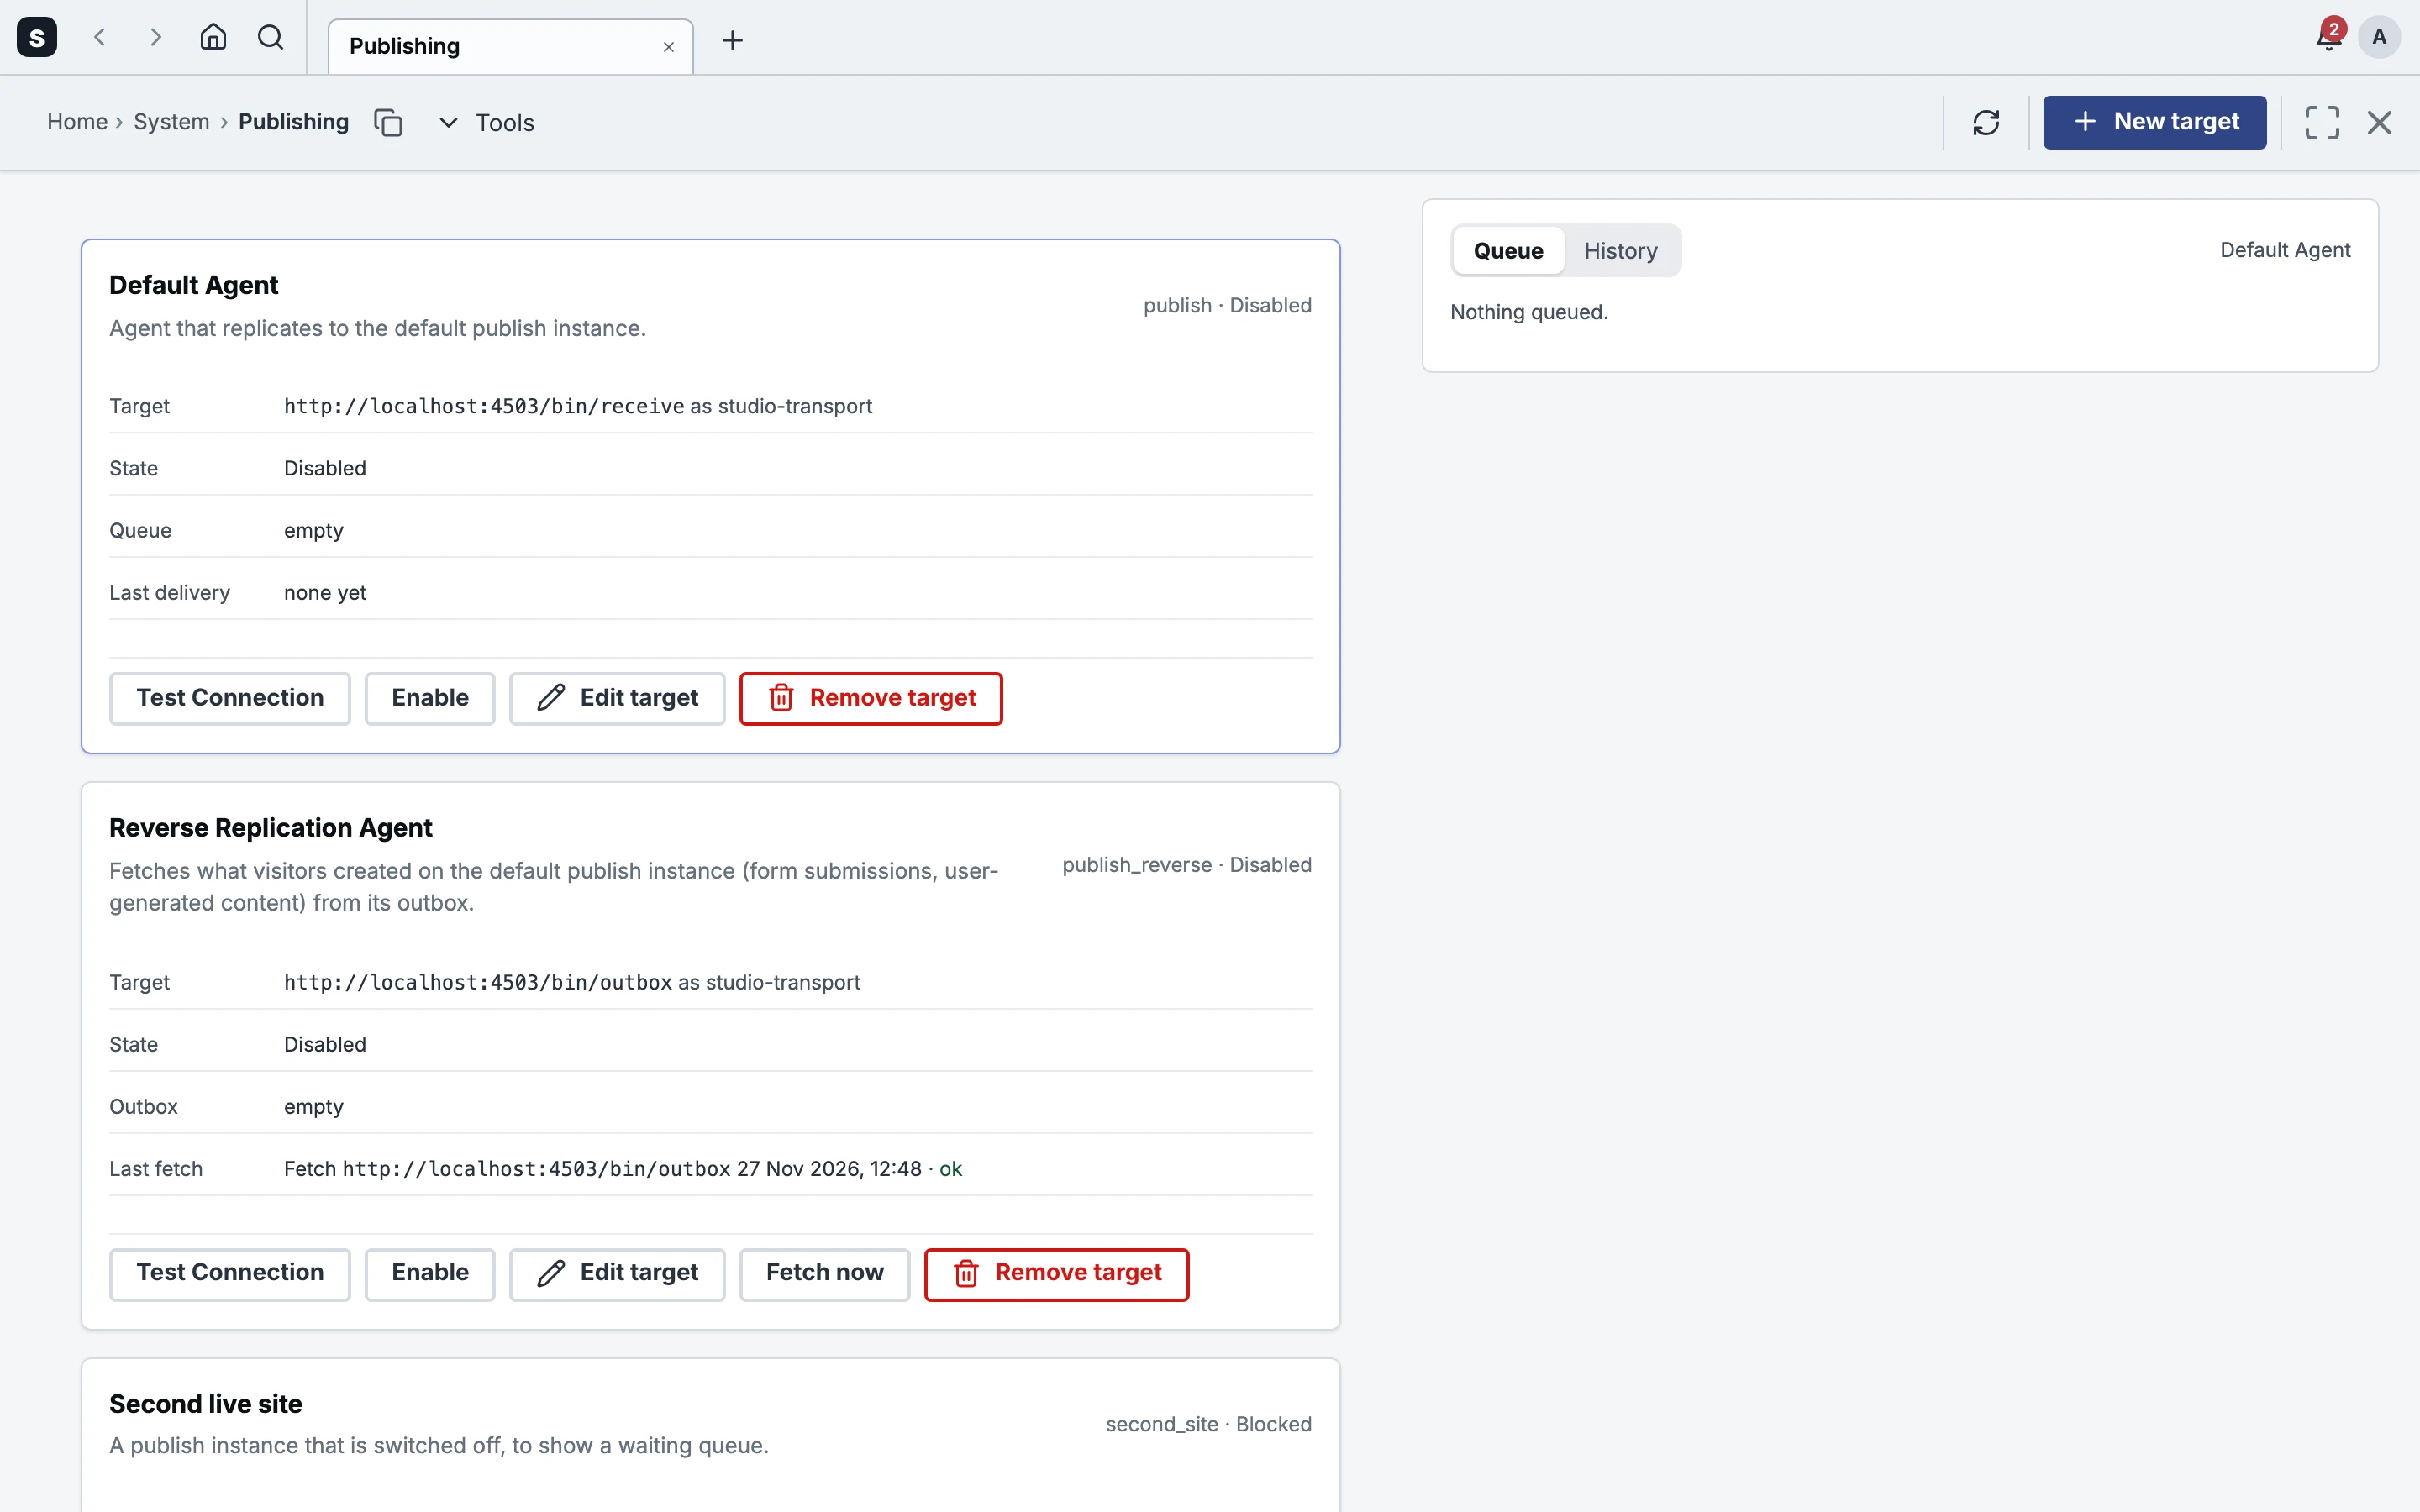 S
Publishing
2
A
Home › System › Publishing
Tools
New target
Default Agent
Agent that replicates to the default publish instance.
publish · Disabled
Target http://localhost:4503/bin/receive as studio-transport
State Disabled
Queue empty
Last delivery none yet
Test Connection
Enable
Edit target
Remove target
Reverse Replication Agent
Fetches what visitors created on the default publish instance (form submissions, user-
generated content) from its outbox.
publish_reverse · Disabled
Target http://localhost:4503/bin/outbox as studio-transport
State Disabled
Outbox empty
Last fetch Fetch http://localhost:4503/bin/outbox 27 Nov 2026, 12:48 · ok
Test Connection
Enable
Edit target
Fetch now
Remove target
Second live site
A publish instance that is switched off, to show a waiting queue.
second_site · Blocked
Queue
History
Default Agent
Nothing queued.